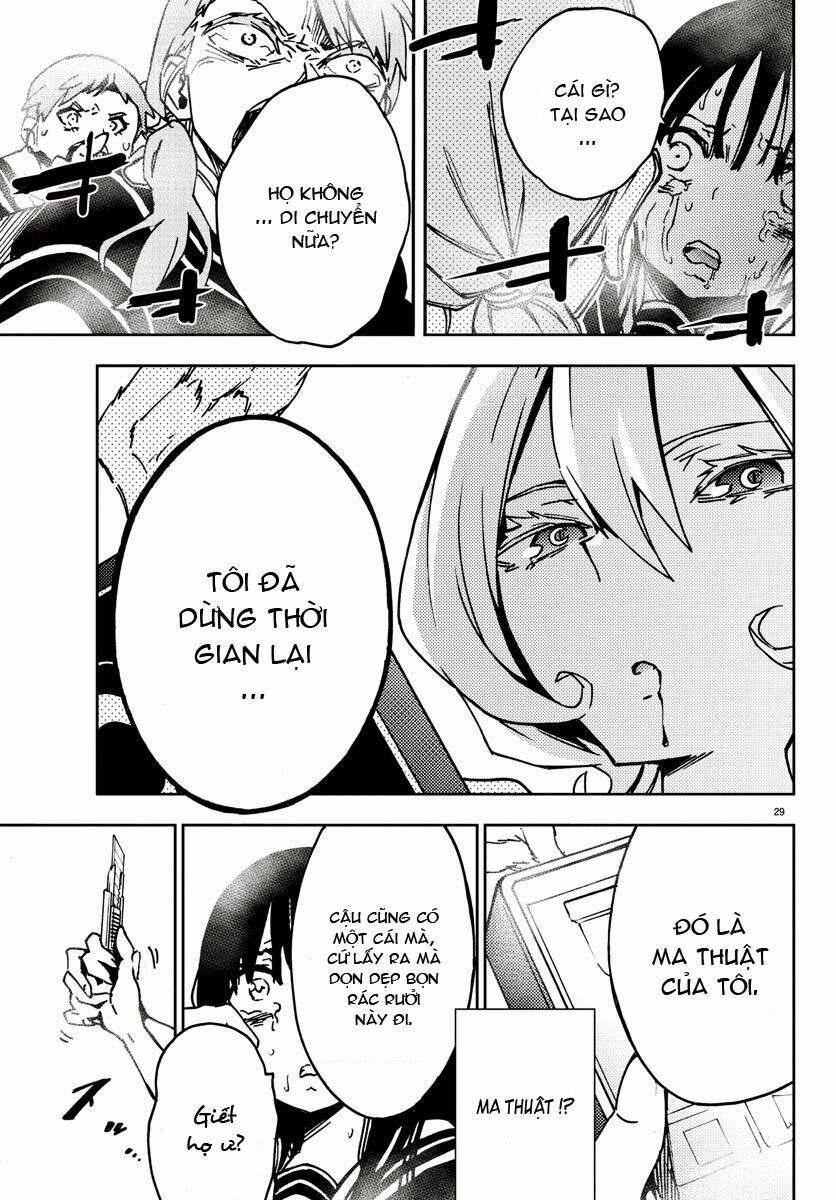 CÁI GÌ?
TẠI SAO
...
HỌ KHÔNG
... DI CHUYỂN
NỮA?
TÔI ĐÃ
DỪNG THỜI
GIAN LẠI
...
29
ĐÓ LÀ
MA THUẬT
CỦA TÔI.
MA THUẬT !?
CẬU CŨNG CÓ
MỘT CÁI MÀ,
CỨ LẤY RA MÀ
DỌN DẸP BỌN
RÁC RƯỞI
NÀY ĐI.
Giết
họ ư?